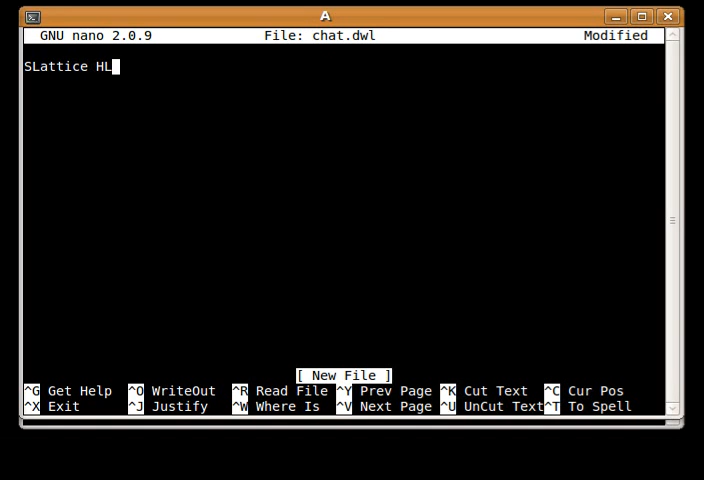 A
GNU nano 2.0.9 File: chat.dwl Modified
SLattice HL
[ New File ]
^G Get Help ^O WriteOut ^R Read File ^Y Prev Page ^K Cut Text ^C Cur Pos
^X Exit ^J Justify ^W Where Is ^V Next Page ^U UnCut Text^T To Spell